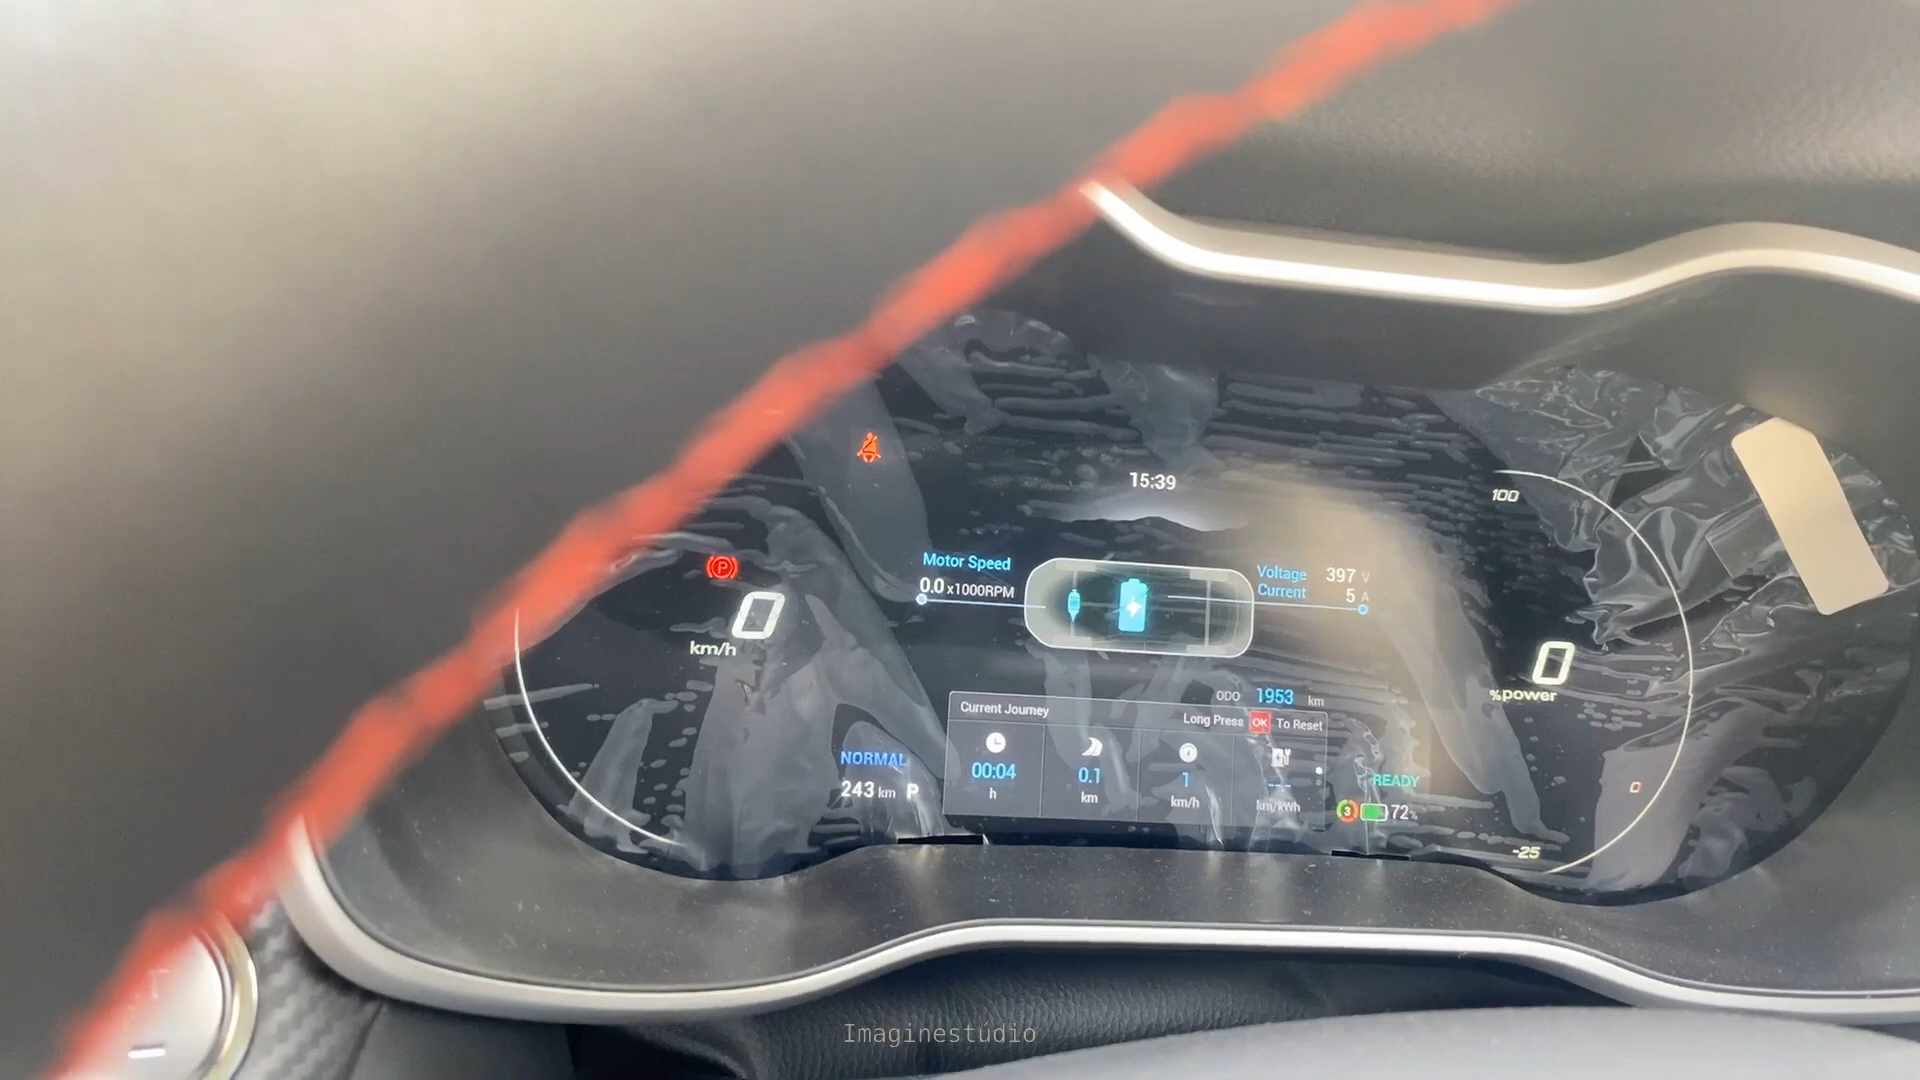 15:39
100
Motor Speed
0.0 x1000RPM
Voltage 397 V
Current 5 A
P
0
km/h
0
%power
ODO 1953 km
Current Journey
Long Press OK To Reset
NORMAL
243 km P
00:04
h
0.1
km
1
km/h
---
km/kWh
READY
3 72%
-25
Imaginestúdio